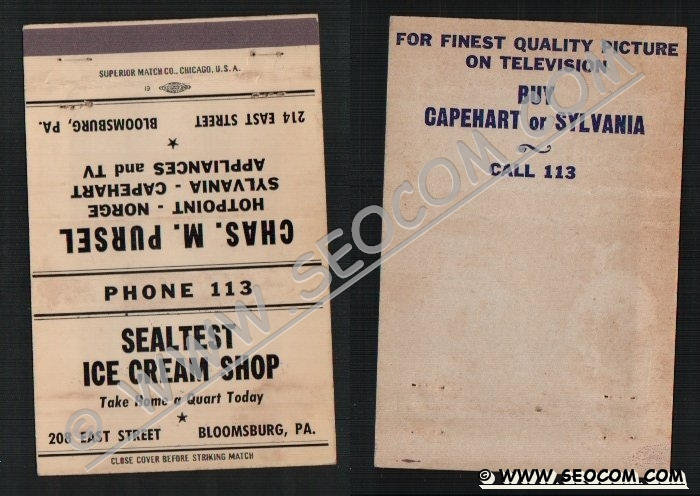 SUPERIOR MATCH CO., CHICAGO, U.S.A.
19
CHAS. M. PURSEL
HOTPOINT - NORGE
SYLVANIA - CAPEHART
APPLIANCES and TV
★
214 EAST STREET BLOOMSBURG, PA.
PHONE 113
SEALTEST
ICE CREAM SHOP
Take Home a Quart Today
★
208 EAST STREET BLOOMSBURG, PA.
CLOSE COVER BEFORE STRIKING MATCH
FOR FINEST QUALITY PICTURE
ON TELEVISION
BUY
CAPEHART or SYLVANIA
CALL 113
© WWW.SEOCOM.COM
© WWW.SEOCOM.COM